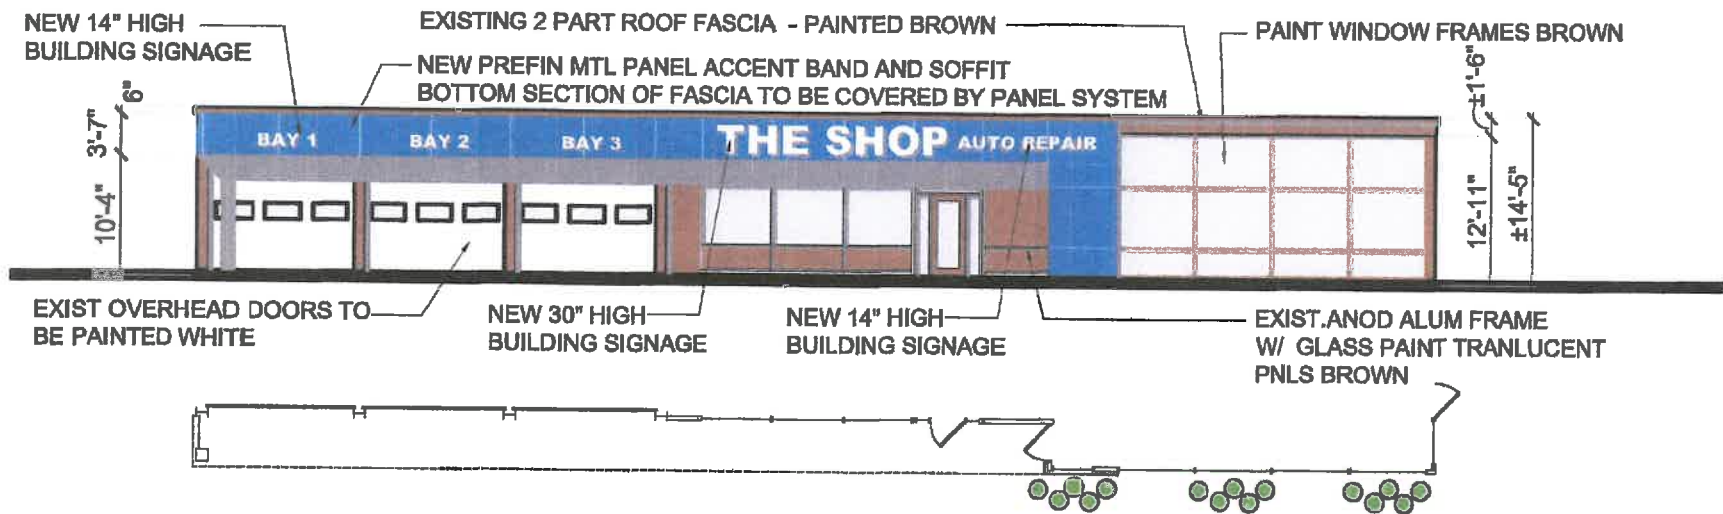 NEW 14" HIGH
BUILDING SIGNAGE
EXISTING 2 PART ROOF FASCIA - PAINTED BROWN
PAINT WINDOW FRAMES BROWN
NEW PREFIN MTL PANEL ACCENT BAND AND SOFFIT
BOTTOM SECTION OF FASCIA TO BE COVERED BY PANEL SYSTEM
6"
3'-7"
10'-4"
±1'-6"
12'-11"
±14'-5"
BAY 1
BAY 2
BAY 3
THE SHOP AUTO REPAIR
EXIST OVERHEAD DOORS TO
BE PAINTED WHITE
NEW 30" HIGH
BUILDING SIGNAGE
NEW 14" HIGH
BUILDING SIGNAGE
EXIST.ANOD ALUM FRAME
W/ GLASS PAINT TRANLUCENT
PNLS BROWN